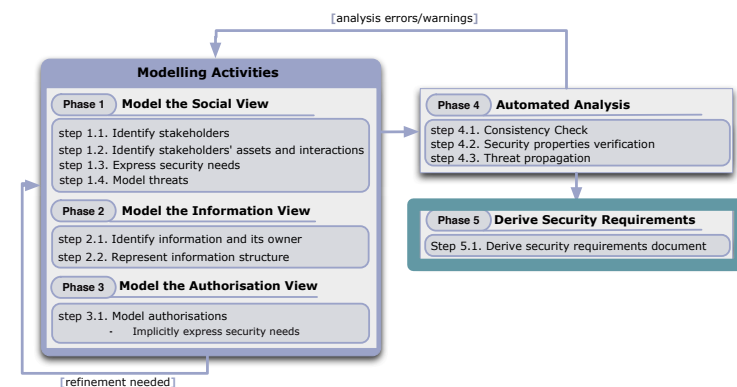 [analysis errors/warnings]
Modelling Activities
Phase 1 Model the Social View
step 1.1. Identify stakeholders
step 1.2. Identify stakeholders' assets and interactions
step 1.3. Express security needs
step 1.4. Model threats
Phase 2 Model the Information View
step 2.1. Identify information and its owner
step 2.2. Represent information structure
Phase 3 Model the Authorisation View
step 3.1. Model authorisations
- Implicitly express security needs
[refinement needed]
Phase 4 Automated Analysis
step 4.1. Consistency Check
step 4.2. Security properties verification
step 4.3. Threat propagation
Phase 5 Derive Security Requirements
Step 5.1. Derive security requirements document